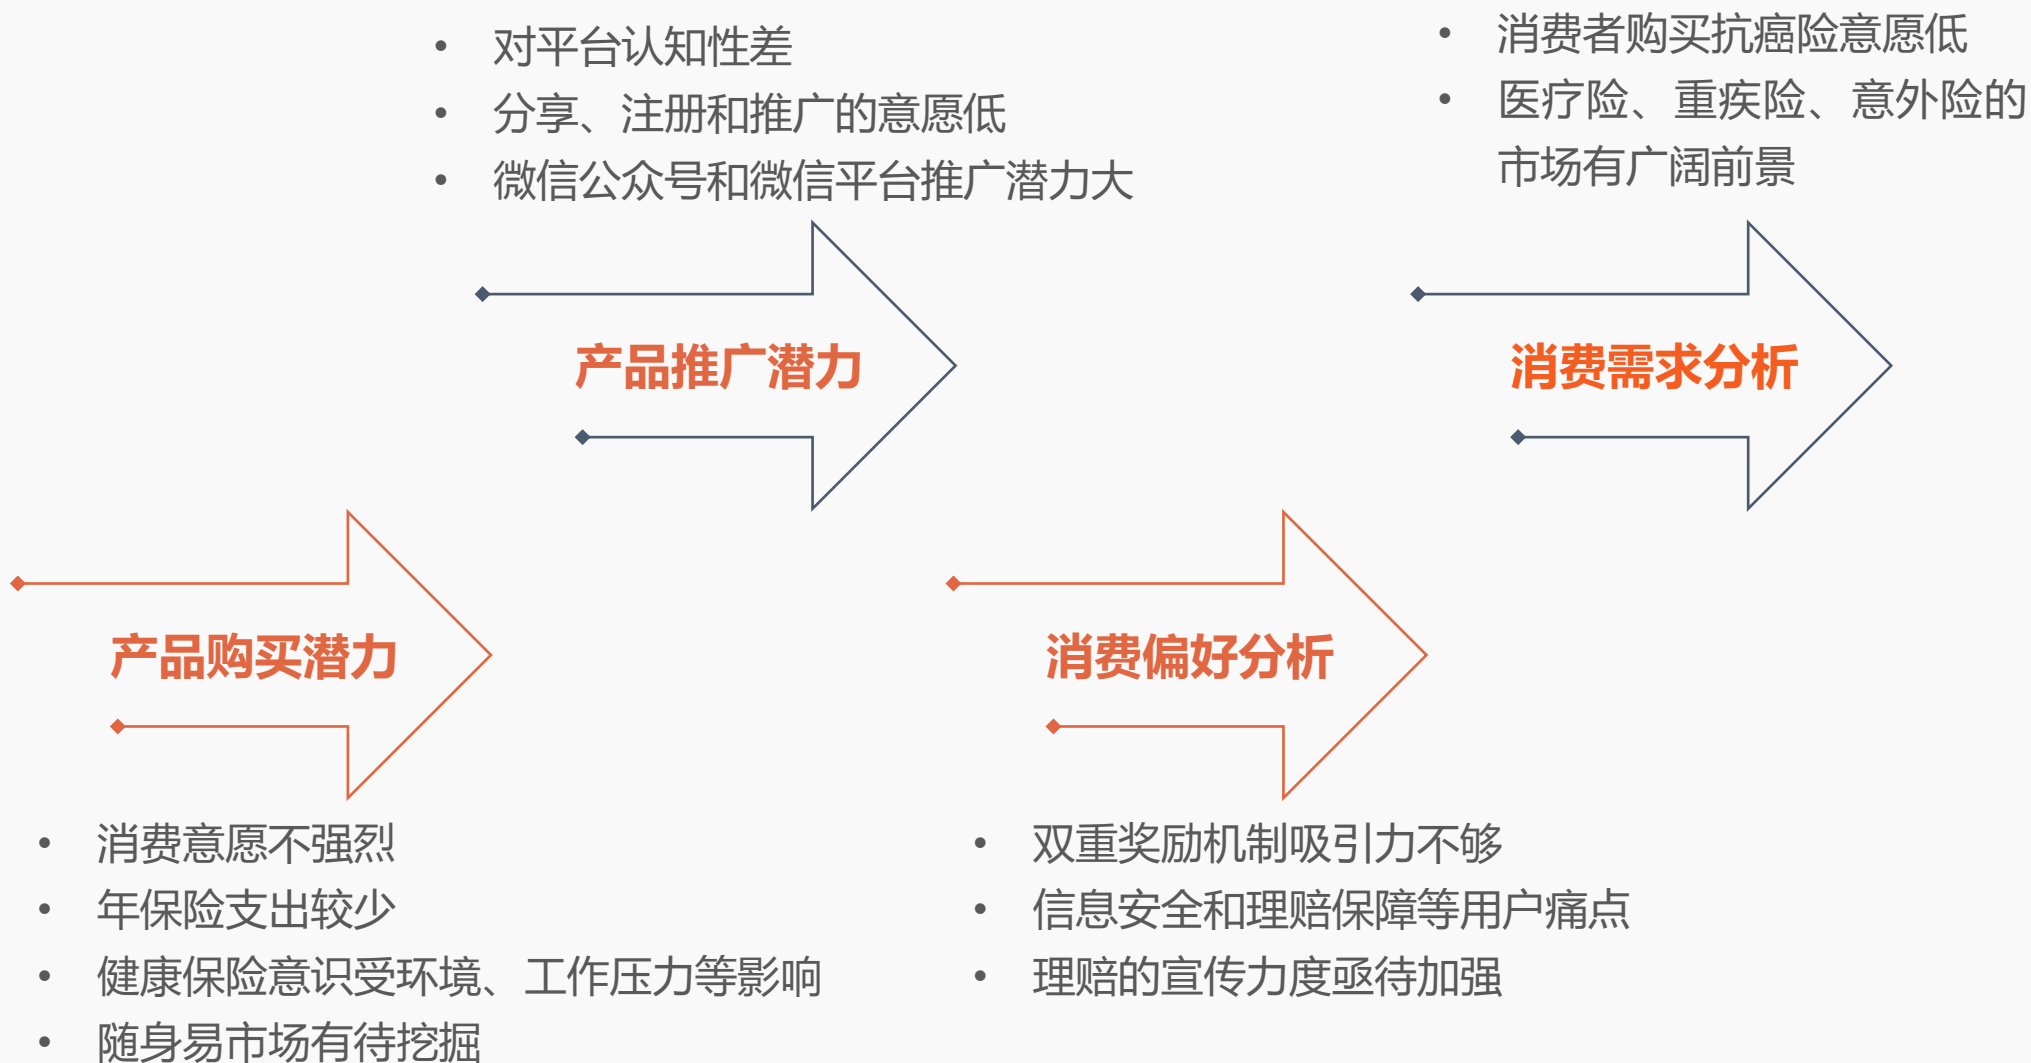 • 对平台认知性差
• 分享、注册和推广的意愿低
• 微信公众号和微信平台推广潜力大
产品推广潜力
• 消费者购买抗癌险意愿低
• 医疗险、重疾险、意外险的
市场有广阔前景
消费需求分析
产品购买潜力
• 消费意愿不强烈
• 年保险支出较少
• 健康保险意识受环境、工作压力等影响
• 随身易市场有待挖掘
消费偏好分析
• 双重奖励机制吸引力不够
• 信息安全和理赔保障等用户痛点
• 理赔的宣传力度亟待加强